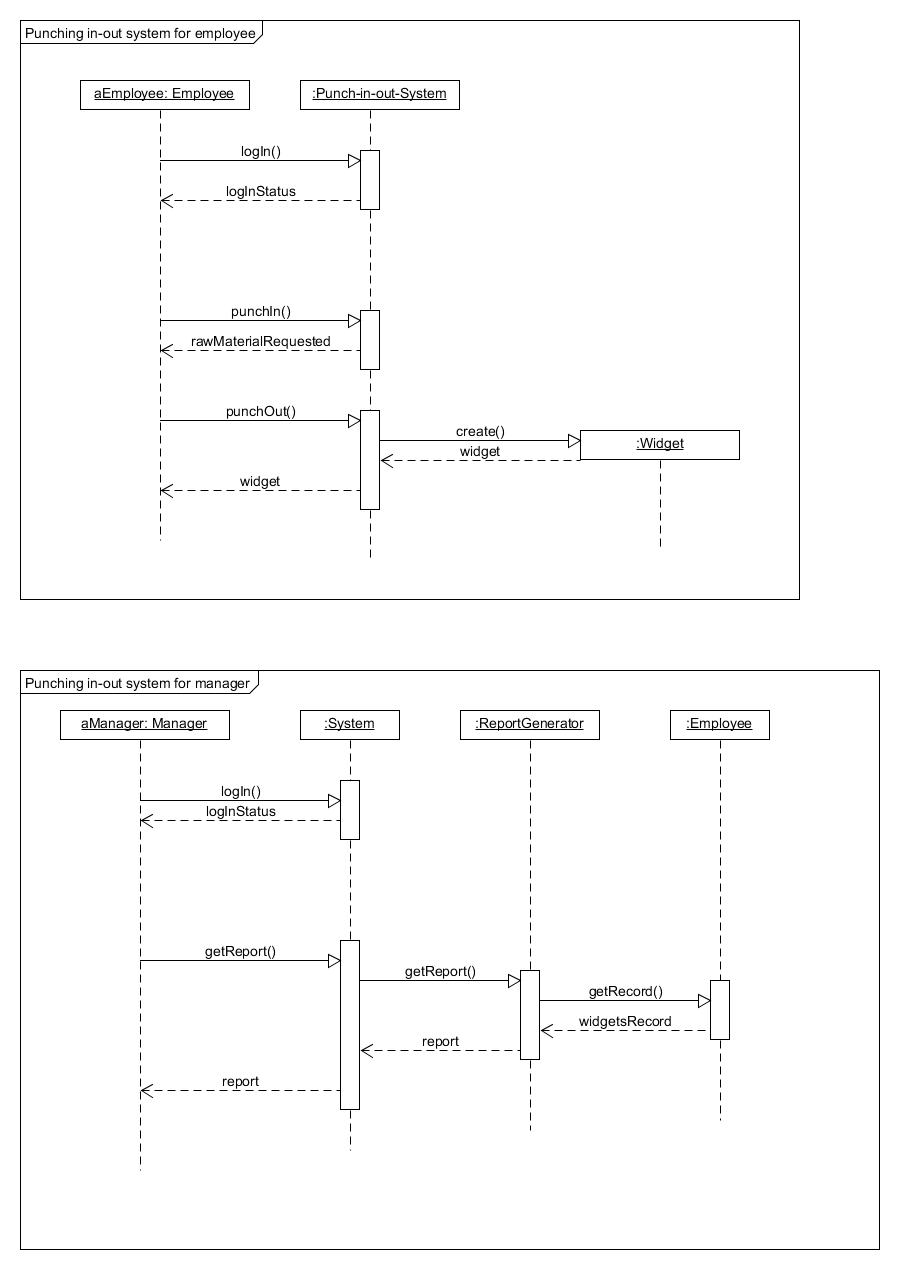 Punching in-out system for employee
aEmployee: Employee
:Punch-in-out-System
logIn()
logInStatus
punchIn()
rawMaterialRequested
punchOut()
create()
:Widget
widget
widget
Punching in-out system for manager
aManager: Manager
:System
:ReportGenerator
:Employee
logIn()
logInStatus
getReport()
getReport()
getRecord()
widgetsRecord
report
report